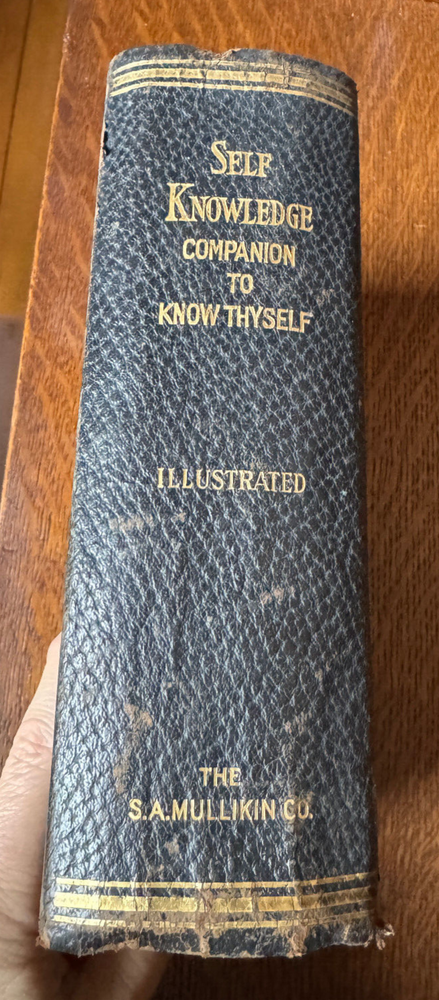 SELF
KNOWLEDGE
COMPANION
TO
KNOW THYSELF
ILLUSTRATED
THE
S.A.MULLIKIN CO.